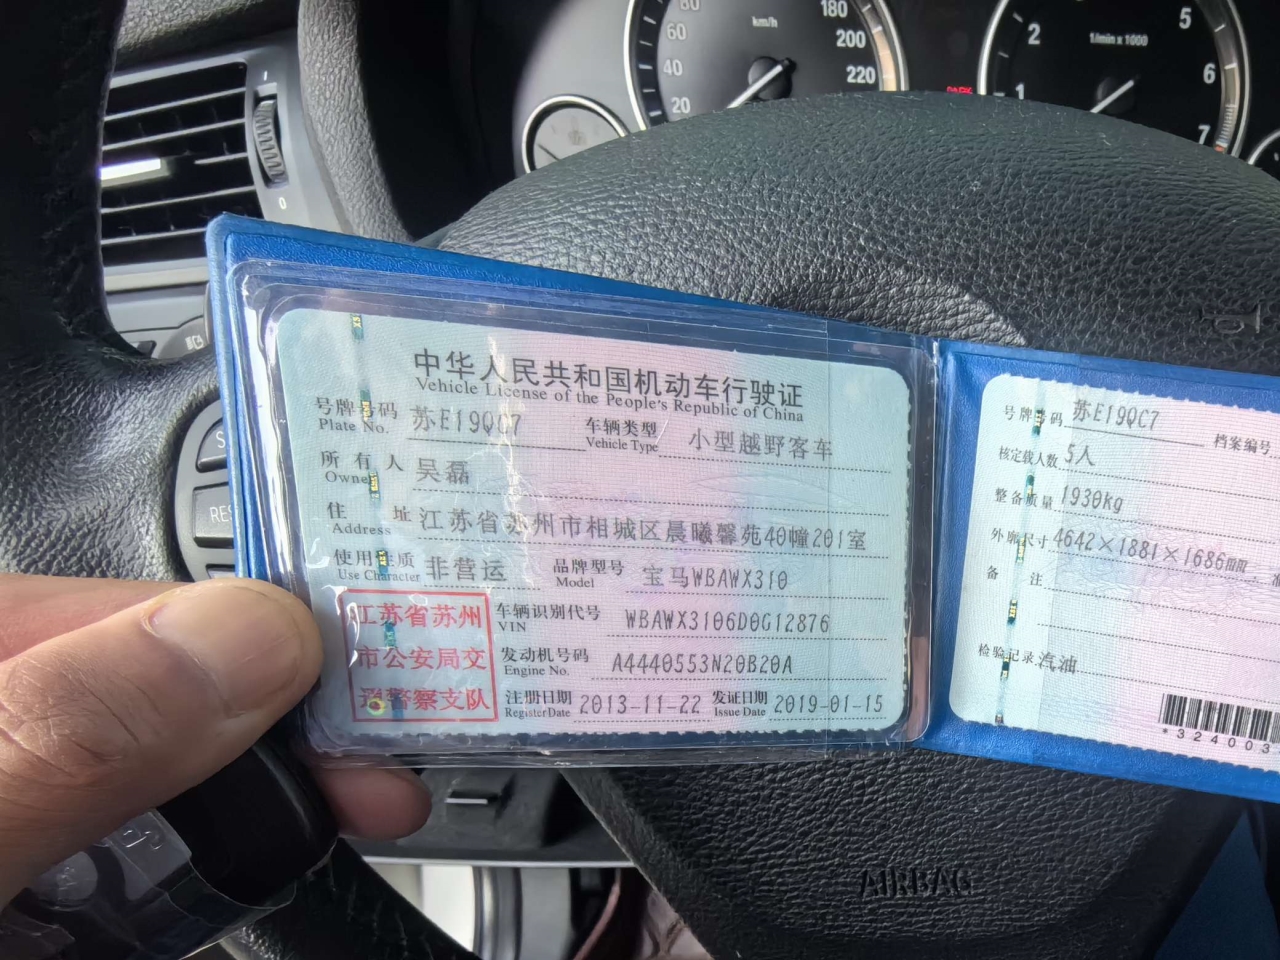 80
60
40
20
km/h
180
200
220
2
1
1/min x 1000
5
6
7
0
中华人民共和国机动车行驶证
Vehicle License of the People's Republic of China
号牌号码 苏E19QC7 车辆类型 小型越野客车
Plate No. Vehicle Type
所有人 吴磊
Owner
住址 江苏省苏州市相城区晨曦馨苑40幢201室
Address
使用性质 非营运 品牌型号 宝马WBAWX310
Use Character Model
江苏省苏州
市公安局交
通警察支队
车辆识别代号 WBAWX3106D0G12876
VIN
发动机号码 A4440553N20B20A
Engine No.
注册日期 2013-11-22 发证日期 2019-01-15
Register Date Issue Date
号牌号码 苏E19QC7 档案编号
核定载人数 5人
整备质量 1930kg
外廓尺寸 4642×1881×1686mm
备注
检验记录 汽油
*324003
RES
AIRBAG